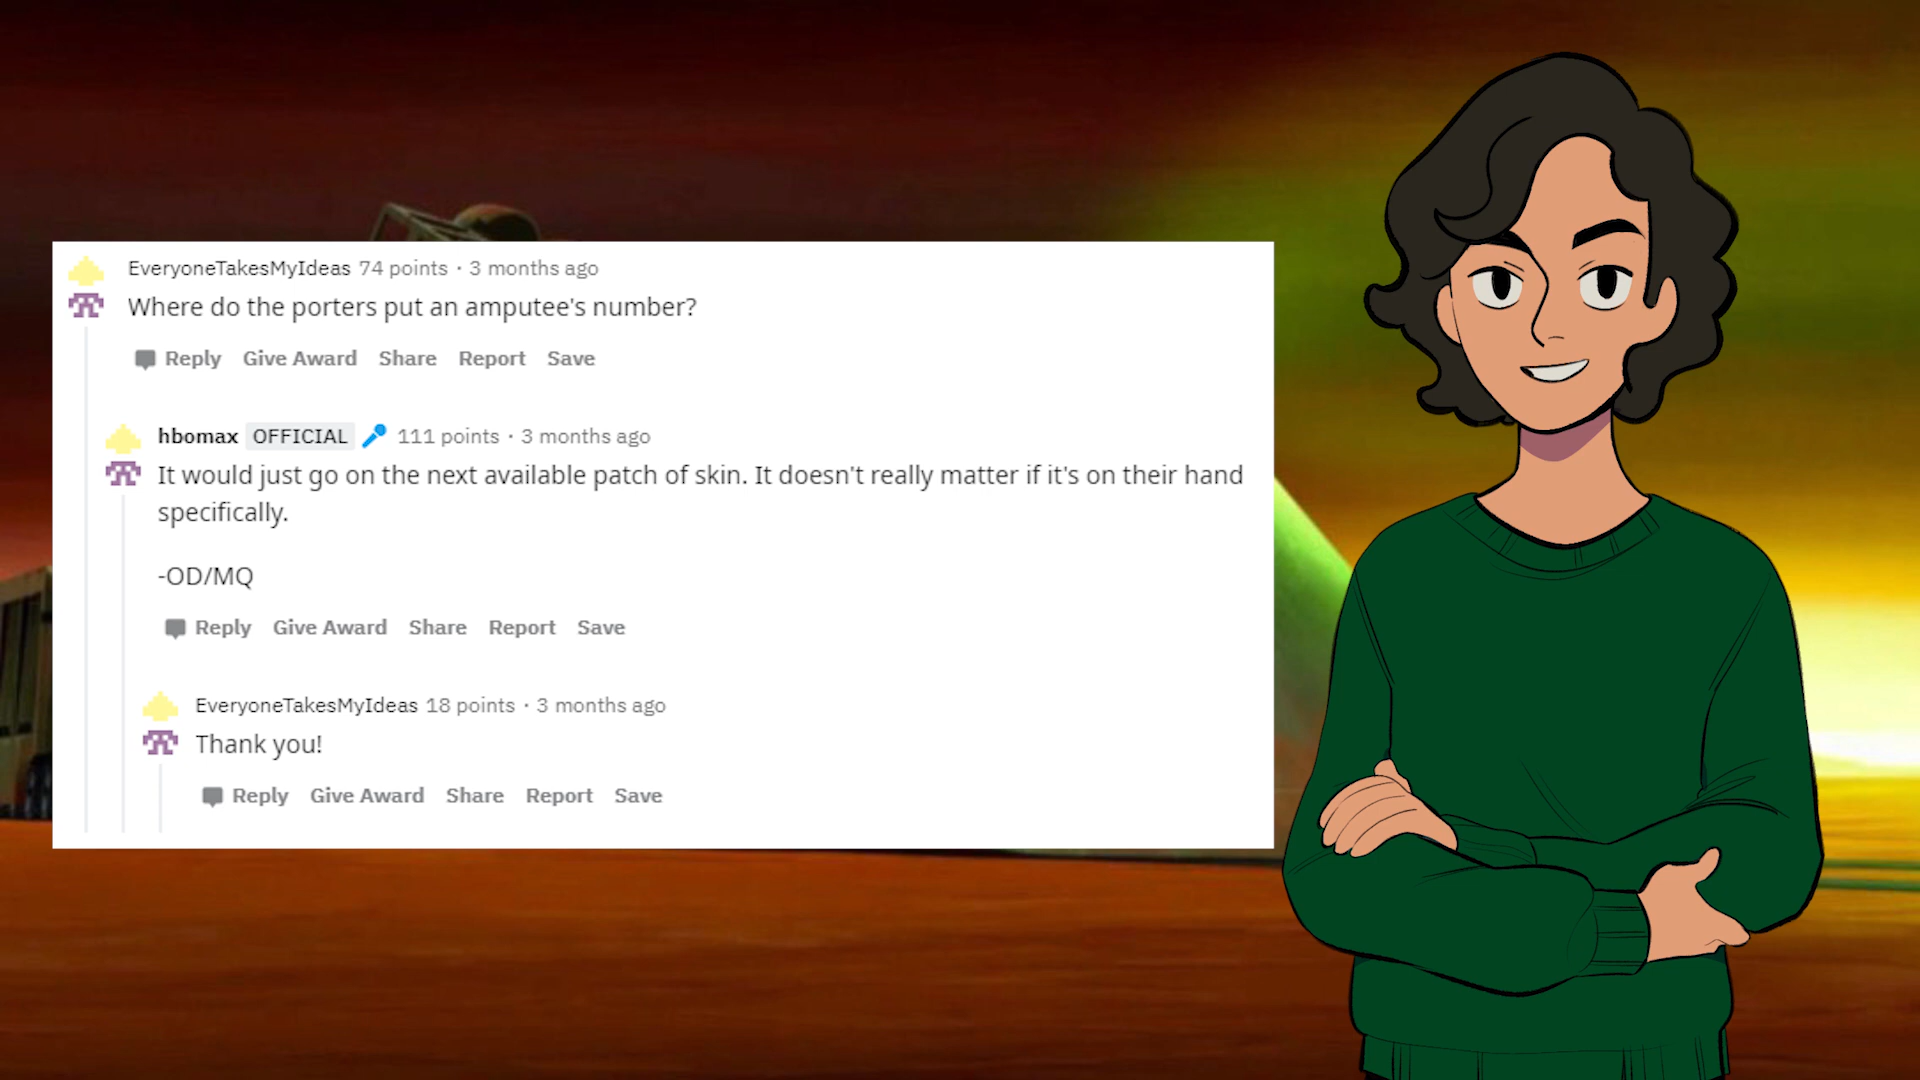 EveryoneTakesMyIdeas 74 points · 3 months ago
Where do the porters put an amputee's number?
Reply Give Award Share Report Save
hbomax OFFICIAL 111 points · 3 months ago
It would just go on the next available patch of skin. It doesn't really matter if it's on their hand
specifically.
-OD/MQ
Reply Give Award Share Report Save
EveryoneTakesMyIdeas 18 points · 3 months ago
Thank you!
Reply Give Award Share Report Save